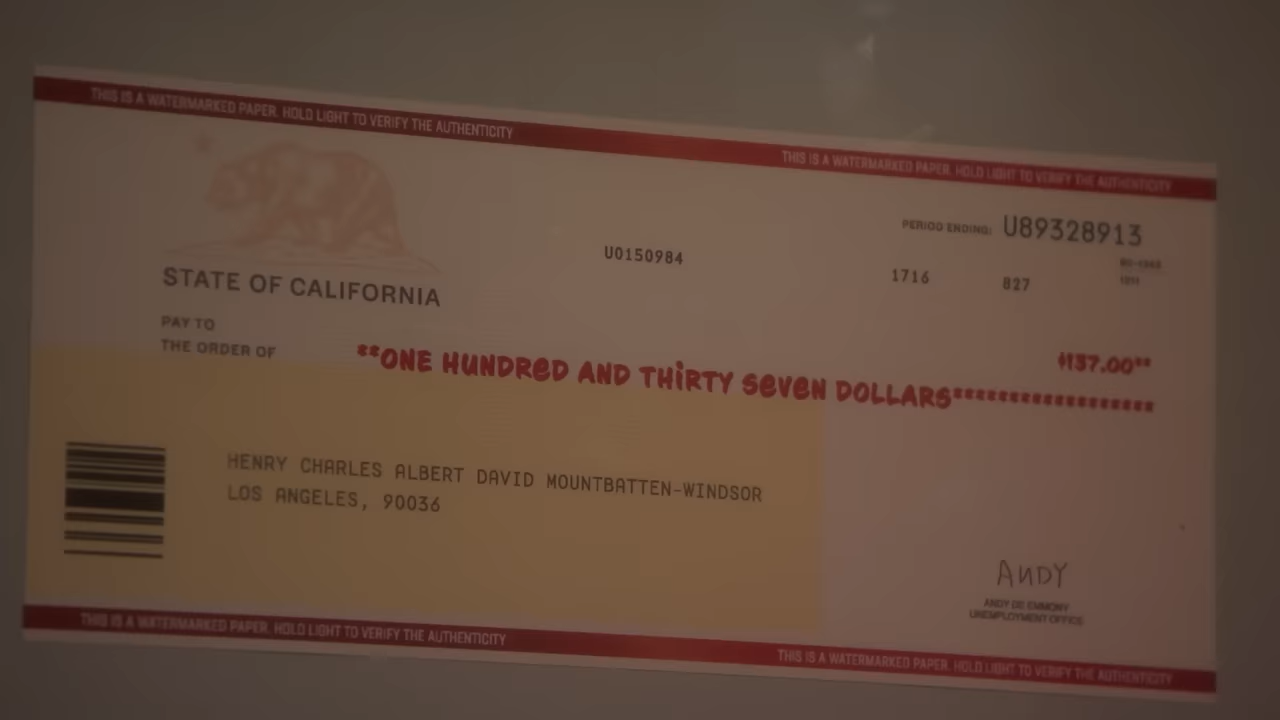 THIS IS A WATERMARKED PAPER. HOLD LIGHT TO VERIFY THE AUTHENTICITY
THIS IS A WATERMARKED PAPER. HOLD LIGHT TO VERIFY THE AUTHENTICITY
PERIOD ENDING: U89328913
U0150984
1716 827
STATE OF CALIFORNIA
PAY TO
THE ORDER OF
$137.00**
**ONE HUNDRED AND THIRTY SEVEN DOLLARS******************
HENRY CHARLES ALBERT DAVID MOUNTBATTEN-WINDSOR
LOS ANGELES, 90036
ANDY
ANDY DE EMMONY
UNEMPLOYMENT OFFICE
THIS IS A WATERMARKED PAPER. HOLD LIGHT TO VERIFY THE AUTHENTICITY
THIS IS A WATERMARKED PAPER. HOLD LIGHT TO VERIFY THE AUTHENTICITY